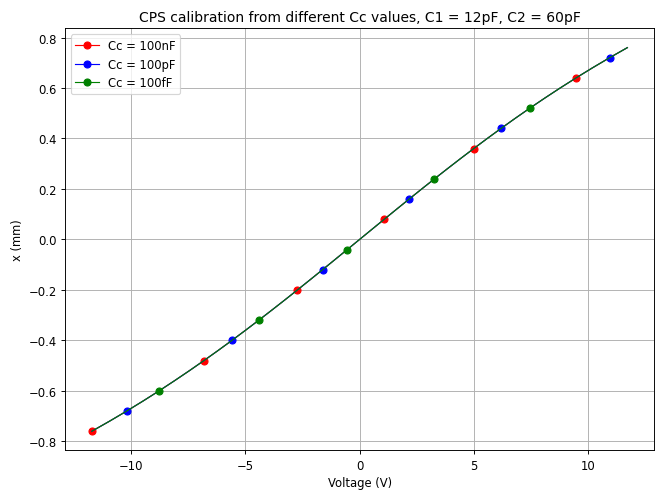 CPS calibration from different Cc values, C1 = 12pF, C2 = 60pF
Cc = 100nF
Cc = 100pF
Cc = 100fF
x (mm)
0.8
0.6
0.4
0.2
0.0
−0.2
−0.4
−0.6
−0.8
−10 −5 0 5 10
Voltage (V)